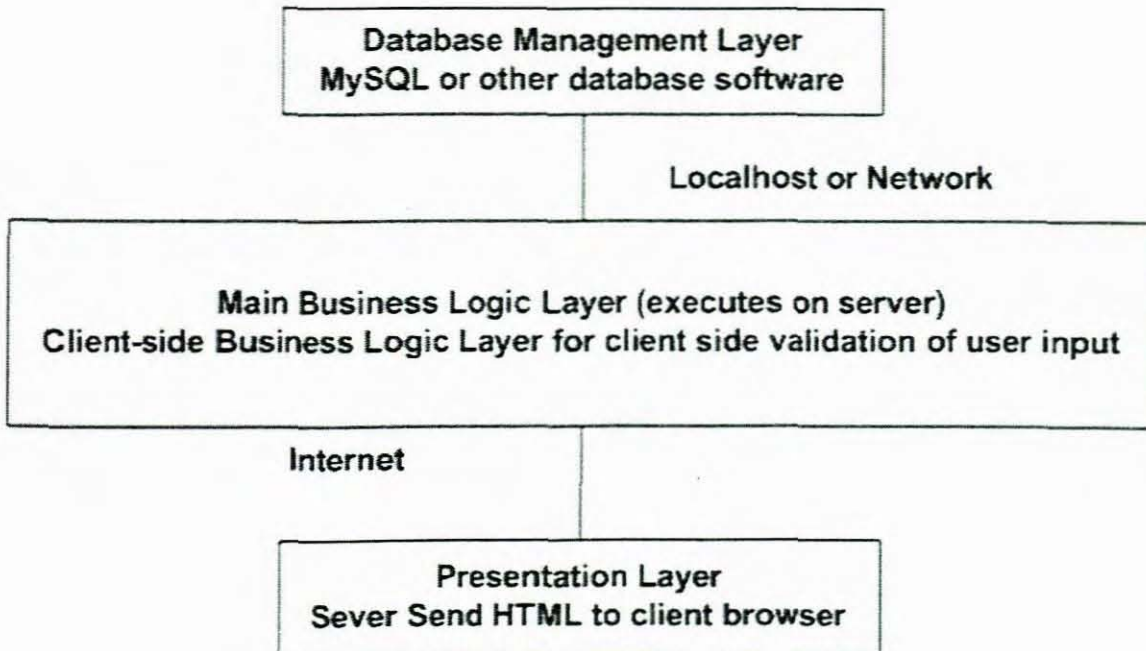 Database Management Layer
MySQL or other database software
Localhost or Network
Main Business Logic Layer (executes on server)
Client-side Business Logic Layer for client side validation of user input
Internet
Presentation Layer
Sever Send HTML to client browser